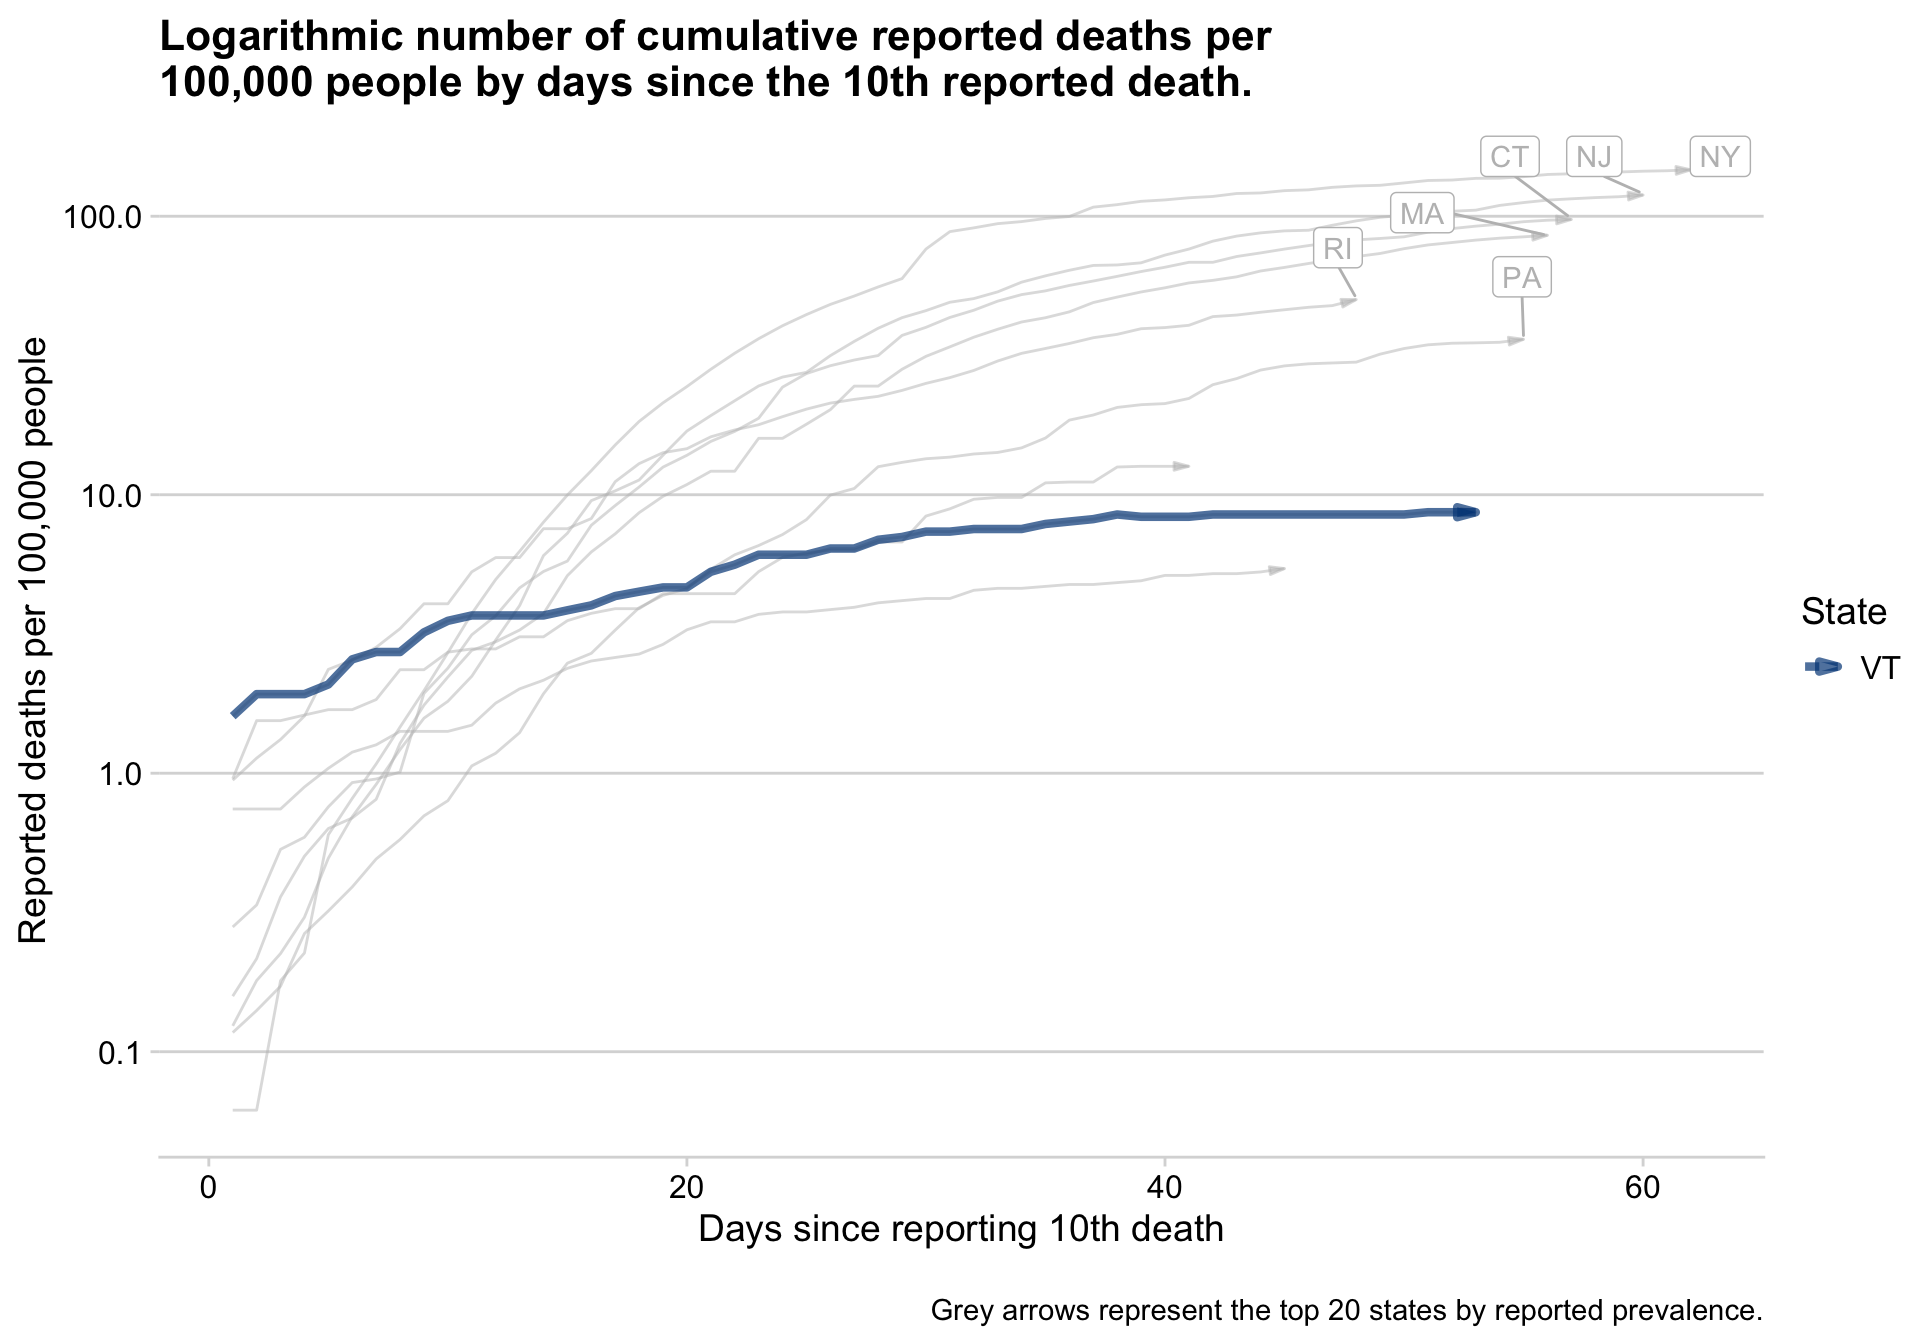 Logarithmic number of cumulative reported deaths per
100,000 people by days since the 10th reported death.
Reported deaths per 100,000 people
100.0
10.0
1.0
0.1
CT
NJ
NY
MA
RI
PA
State
VT
0
20
40
60
Days since reporting 10th death
Grey arrows represent the top 20 states by reported prevalence.